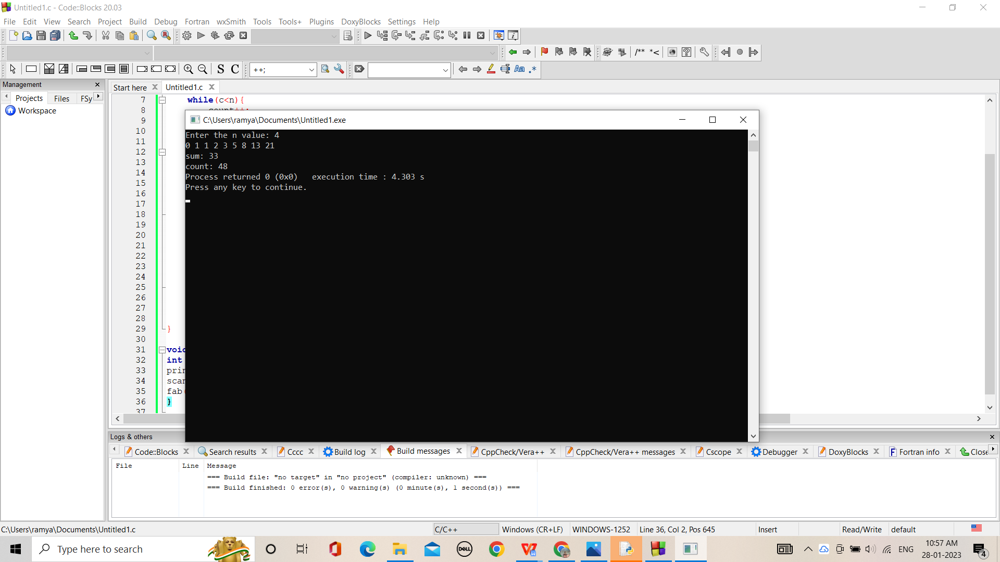 Untitled1.c - Code::Blocks 20.03
File Edit View Search Project Build Debug Fortran wxSmith Tools Tools+ Plugins DoxyBlocks Settings Help
/** *<
S C ++; Aa .*
Management
Projects Files FSy
Workspace
Start here Untitled1.c
7 while(c<n){
8 count++;
9
10
11
12
13
14
15
16
17
18
19
20
21
22
23
24
25
26
27
28
29 }
30
31 voic
32 int
33 prin
34 scan
35 fab
36 }
37
C:\Users\ramya\Documents\Untitled1.exe
Enter the n value: 4
0 1 1 2 3 5 8 13 21
sum: 33
count: 48
Process returned 0 (0x0)   execution time : 4.303 s
Press any key to continue.
Logs & others
Code::Blocks Search results Cccc Build log Build messages CppCheck/Vera++ CppCheck/Vera++ messages Cscope Debugger DoxyBlocks Fortran info Close
File Line Message
=== Build file: "no target" in "no project" (compiler: unknown) ===
=== Build finished: 0 error(s), 0 warning(s) (0 minute(s), 1 second(s)) ===
C:\Users\ramya\Documents\Untitled1.c C/C++ Windows (CR+LF) WINDOWS-1252 Line 36, Col 2, Pos 645 Insert Read/Write default
Type here to search DELL ENG 10:57 AM
28-01-2023 4